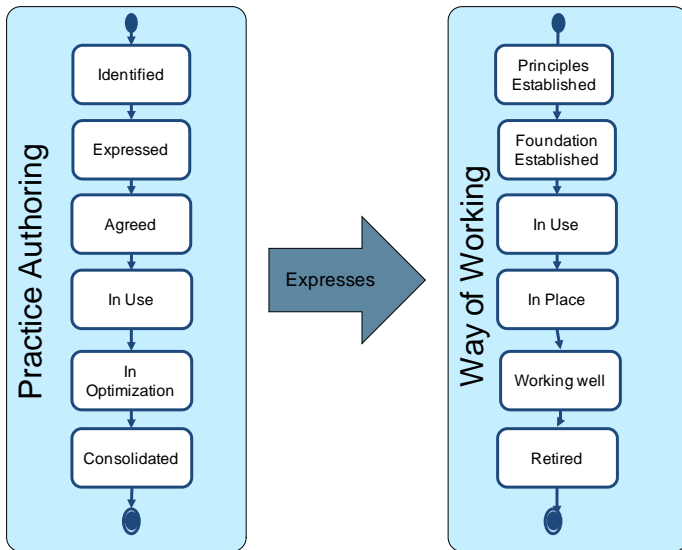 Practice Authoring
Identified
Expressed
Agreed
In Use
In
Optimization
Consolidated
Expresses
Way of Working
Principles
Established
Foundation
Established
In Use
In Place
Working well
Retired